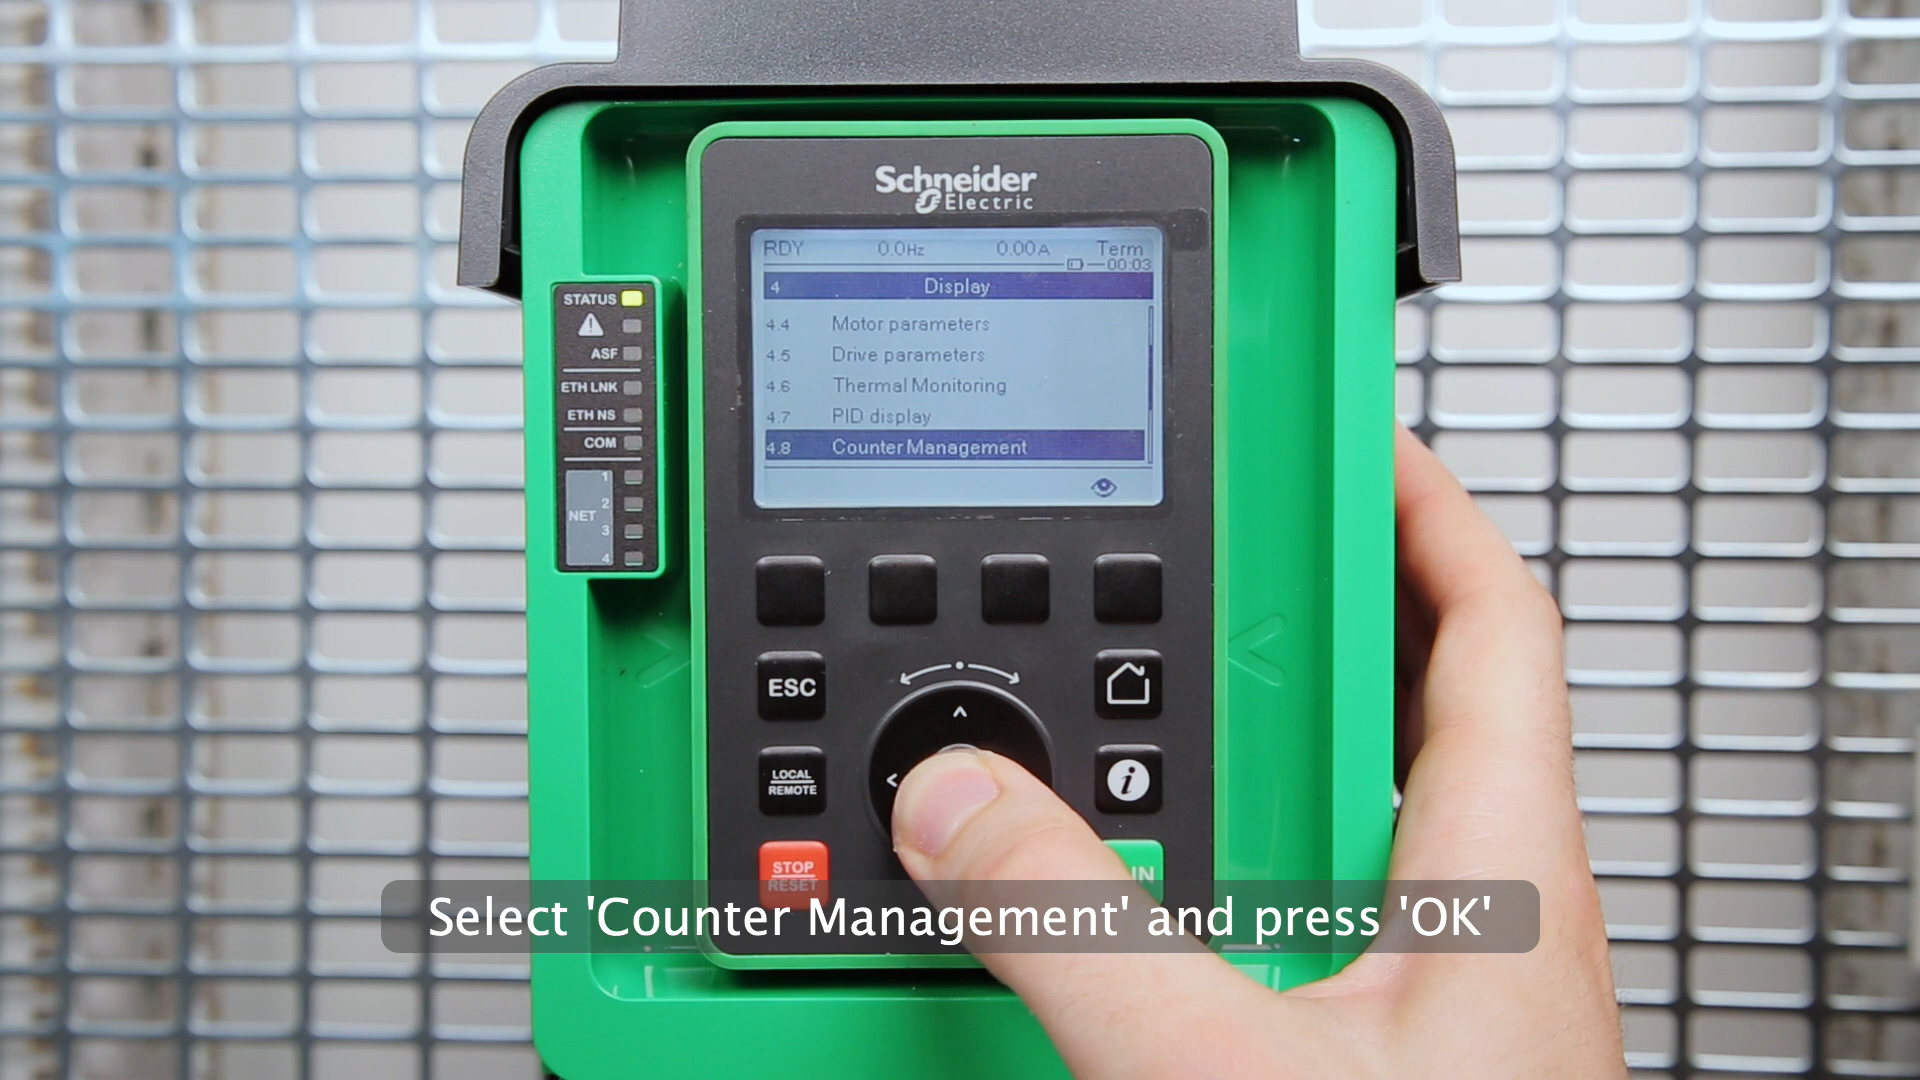 Schneider
Electric
RDY 0.0Hz 0.00A Term
00:03
4 Display
4.4 Motor parameters
4.5 Drive parameters
4.6 Thermal Monitoring
4.7 PID display
4.8 Counter Management
STATUS
ASF
ETH LNK
ETH NS
COM
NET
1
2
3
4
ESC
LOCAL
REMOTE
i
STOP
RESET
Select 'Counter Management' and press 'OK'